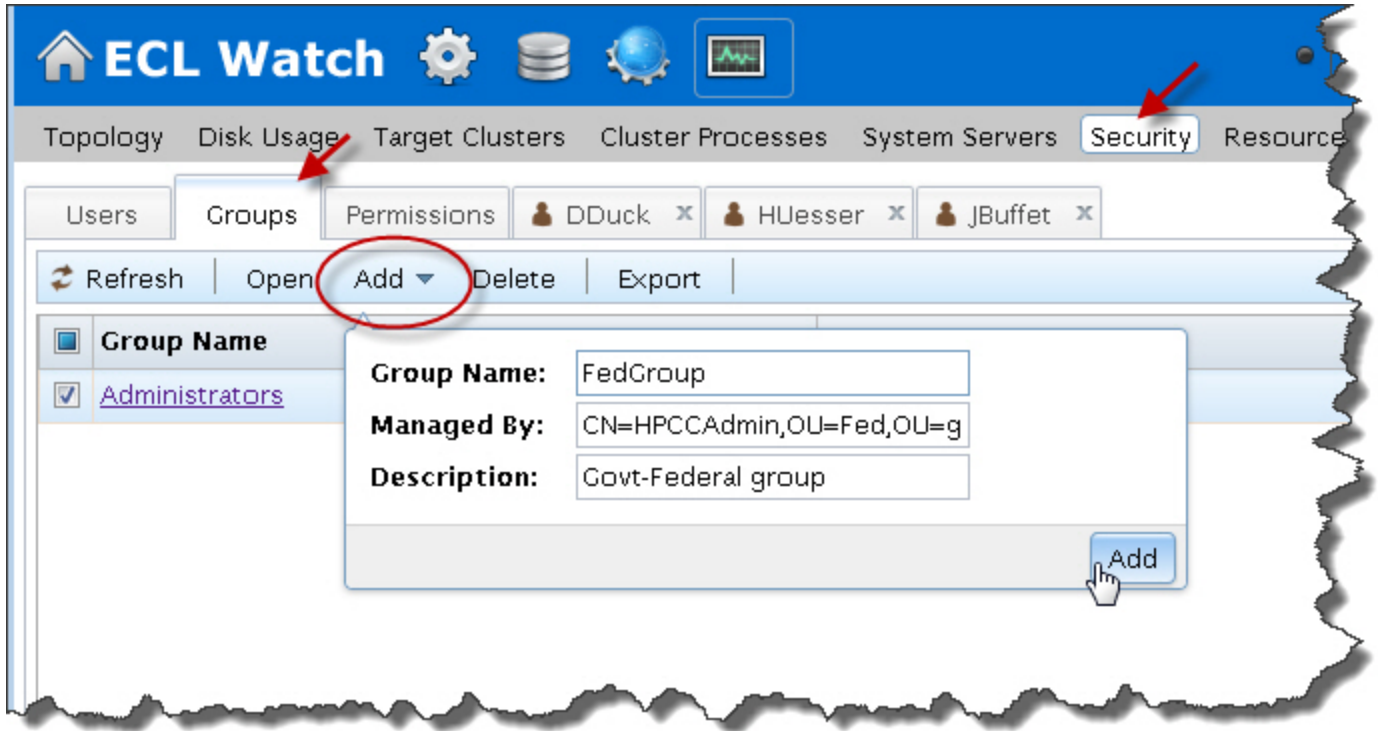 ECL Watch
Topology Disk Usage Target Clusters Cluster Processes System Servers Security Resource
Users Groups Permissions DDuck x HUesser x JBuffet x
Refresh Open Add Delete Export
Group Name
Administrators
Group Name: FedGroup
Managed By: CN=HPCCAdmin,OU=Fed,OU=g
Description: Govt-Federal group
Add